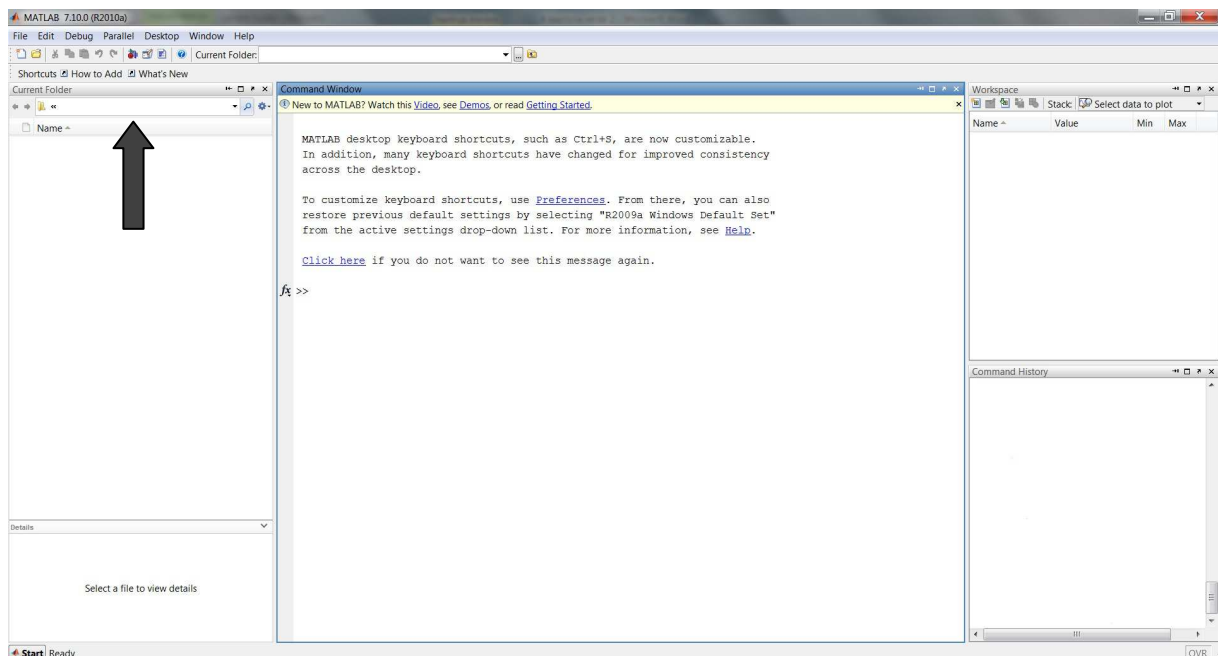 MATLAB 7.10.0 (R2010a)
File Edit Debug Parallel Desktop Window Help
Current Folder:
Shortcuts How to Add What's New
Current Folder
«
Name
Details
Select a file to view details
Command Window
New to MATLAB? Watch this Video, see Demos, or read Getting Started.
MATLAB desktop keyboard shortcuts, such as Ctrl+S, are now customizable.
In addition, many keyboard shortcuts have changed for improved consistency
across the desktop.
To customize keyboard shortcuts, use Preferences. From there, you can also
restore previous default settings by selecting "R2009a Windows Default Set"
from the active settings drop-down list. For more information, see Help.
Click here if you do not want to see this message again.
fx >>
Workspace
Stack: Select data to plot
Name Value Min Max
Command History
Start Ready
OVR